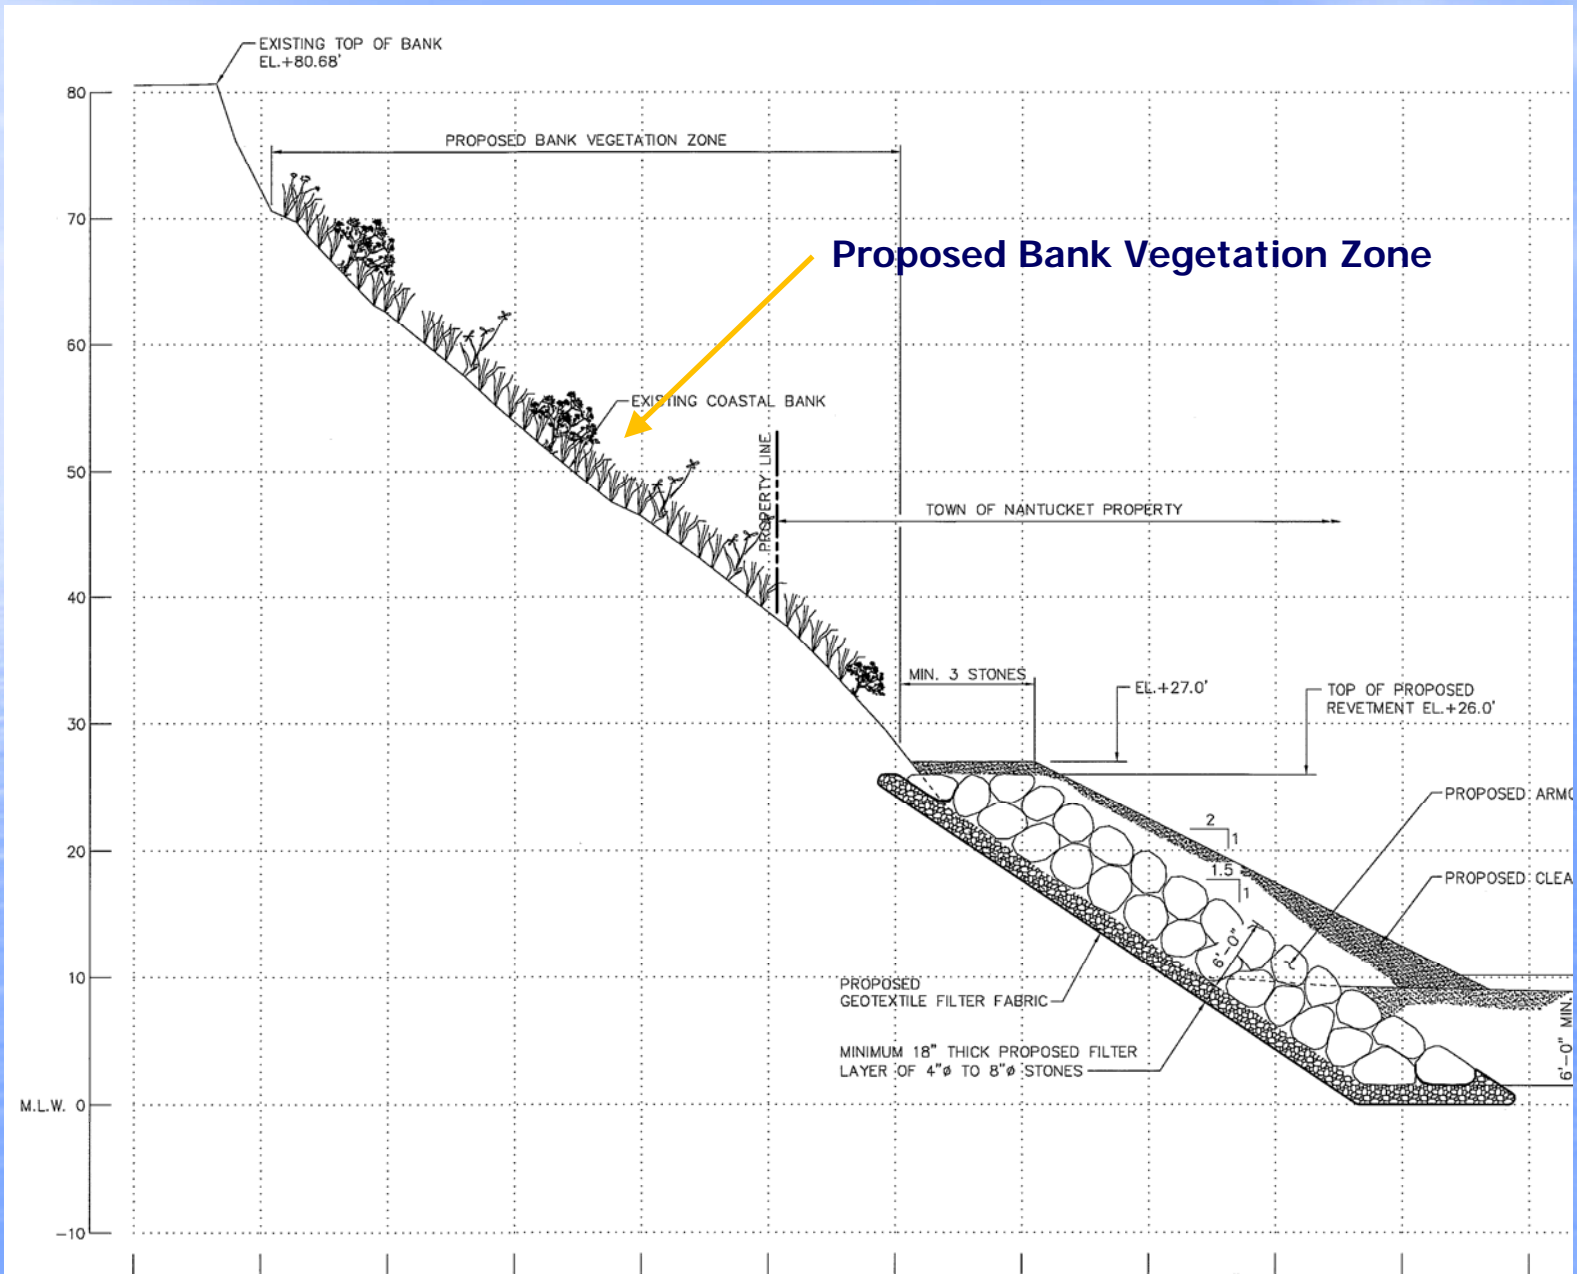 EXISTING TOP OF BANK
EL.+80.68'
80
PROPOSED BANK VEGETATION ZONE
70
Proposed Bank Vegetation Zone
60
EXISTING COASTAL BANK
PROPERTY LINE
50
TOWN OF NANTUCKET PROPERTY
40
MIN. 3 STONES
EL.+27.0'
TOP OF PROPOSED
REVETMENT EL.+26.0'
30
PROPOSED ARMO
2
1
20
1.5
1
PROPOSED CLEA
6'-0"
10
PROPOSED
GEOTEXTILE FILTER FABRIC
6'-0" MIN.
MINIMUM 18" THICK PROPOSED FILTER
LAYER OF 4"ø TO 8"ø STONES
M.L.W. 0
-10